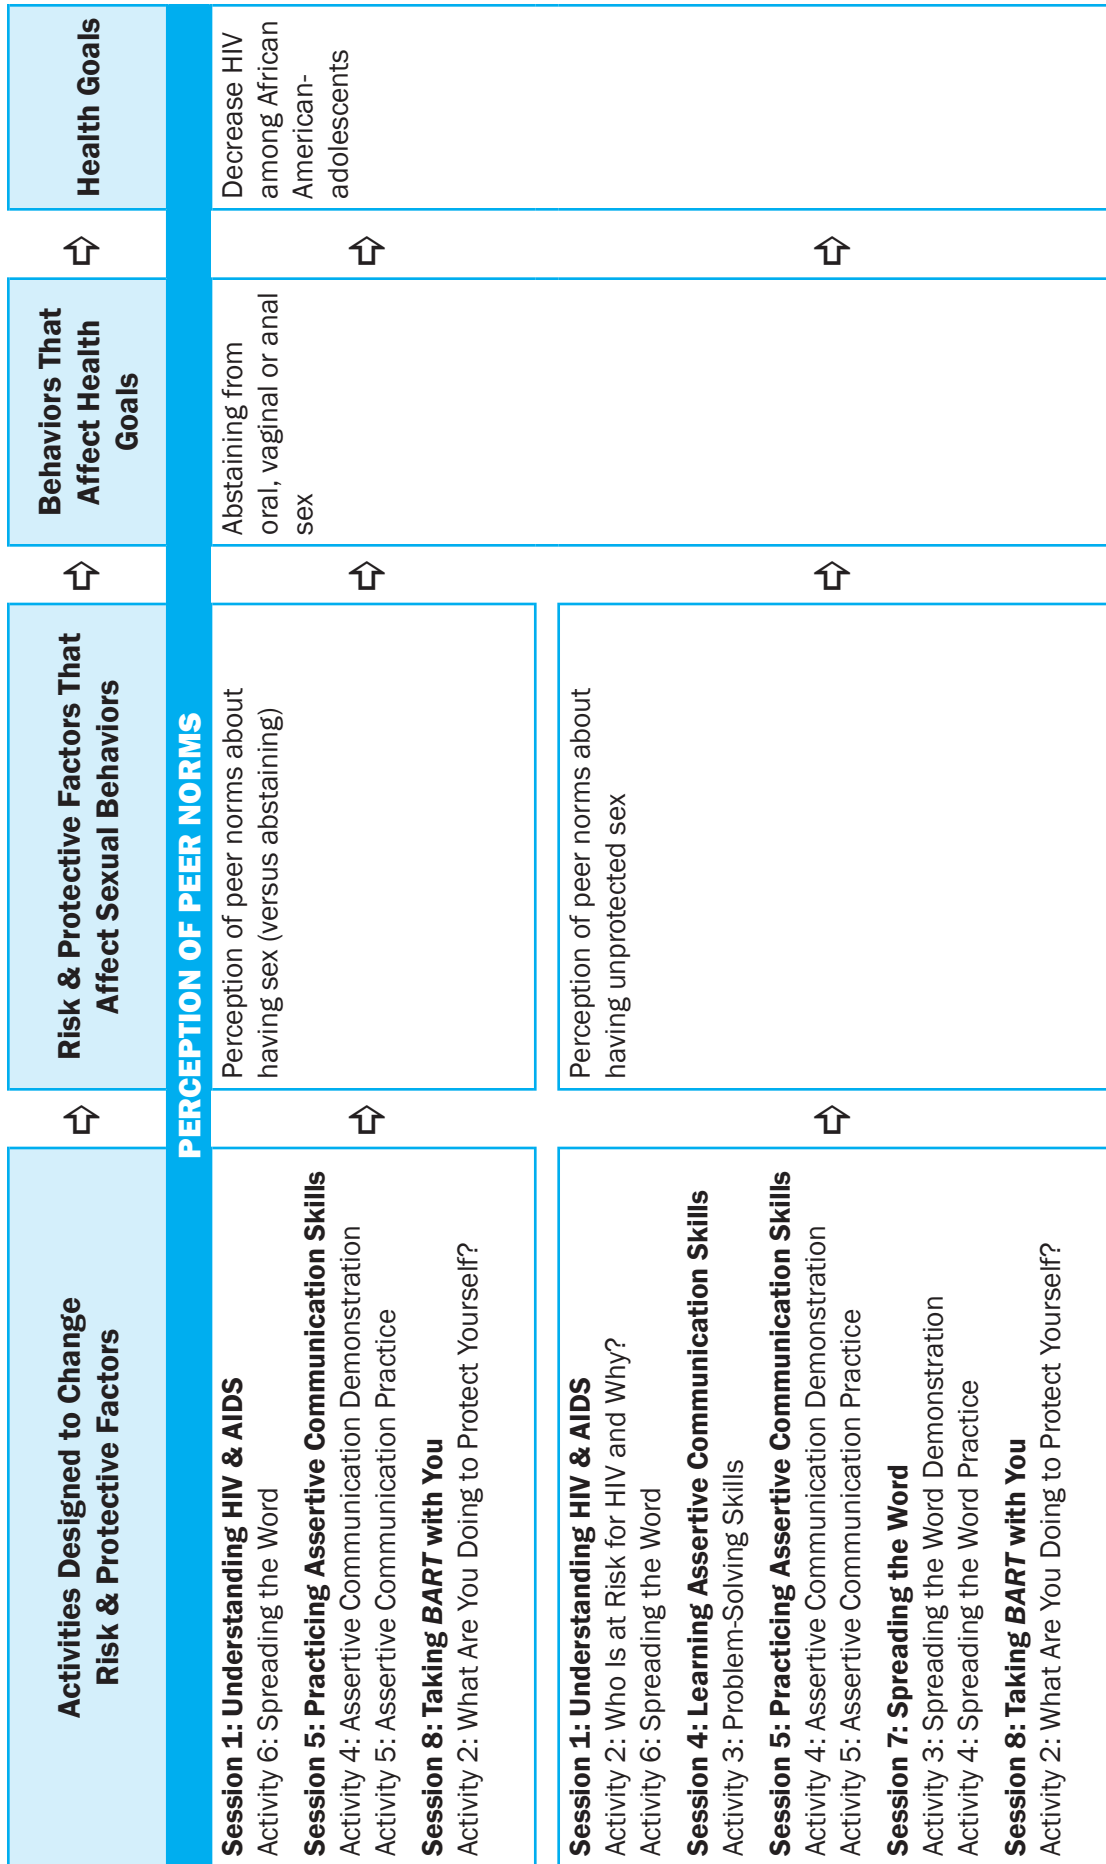 Activities Designed to Change
Risk & Protective Factors
Risk & Protective Factors That
Affect Sexual Behaviors
Behaviors That
Affect Health
Goals
Health Goals
PERCEPTION OF PEER NORMS
Session 1: Understanding HIV & AIDS
Activity 6: Spreading the Word
Session 5: Practicing Assertive Communication Skills
Activity 4: Assertive Communication Demonstration
Activity 5: Assertive Communication Practice
Session 8: Taking BART with You
Activity 2: What Are You Doing to Protect Yourself?
Perception of peer norms about
having sex (versus abstaining)
Abstaining from
oral, vaginal or anal
sex
Decrease HIV
among African
American-
adolescents
Session 1: Understanding HIV & AIDS
Activity 2: Who Is at Risk for HIV and Why?
Activity 6: Spreading the Word
Session 4: Learning Assertive Communication Skills
Activity 3: Problem-Solving Skills
Session 5: Practicing Assertive Communication Skills
Activity 4: Assertive Communication Demonstration
Activity 5: Assertive Communication Practice
Session 7: Spreading the Word
Activity 3: Spreading the Word Demonstration
Activity 4: Spreading the Word Practice
Session 8: Taking BART with You
Activity 2: What Are You Doing to Protect Yourself?
Perception of peer norms about
having unprotected sex